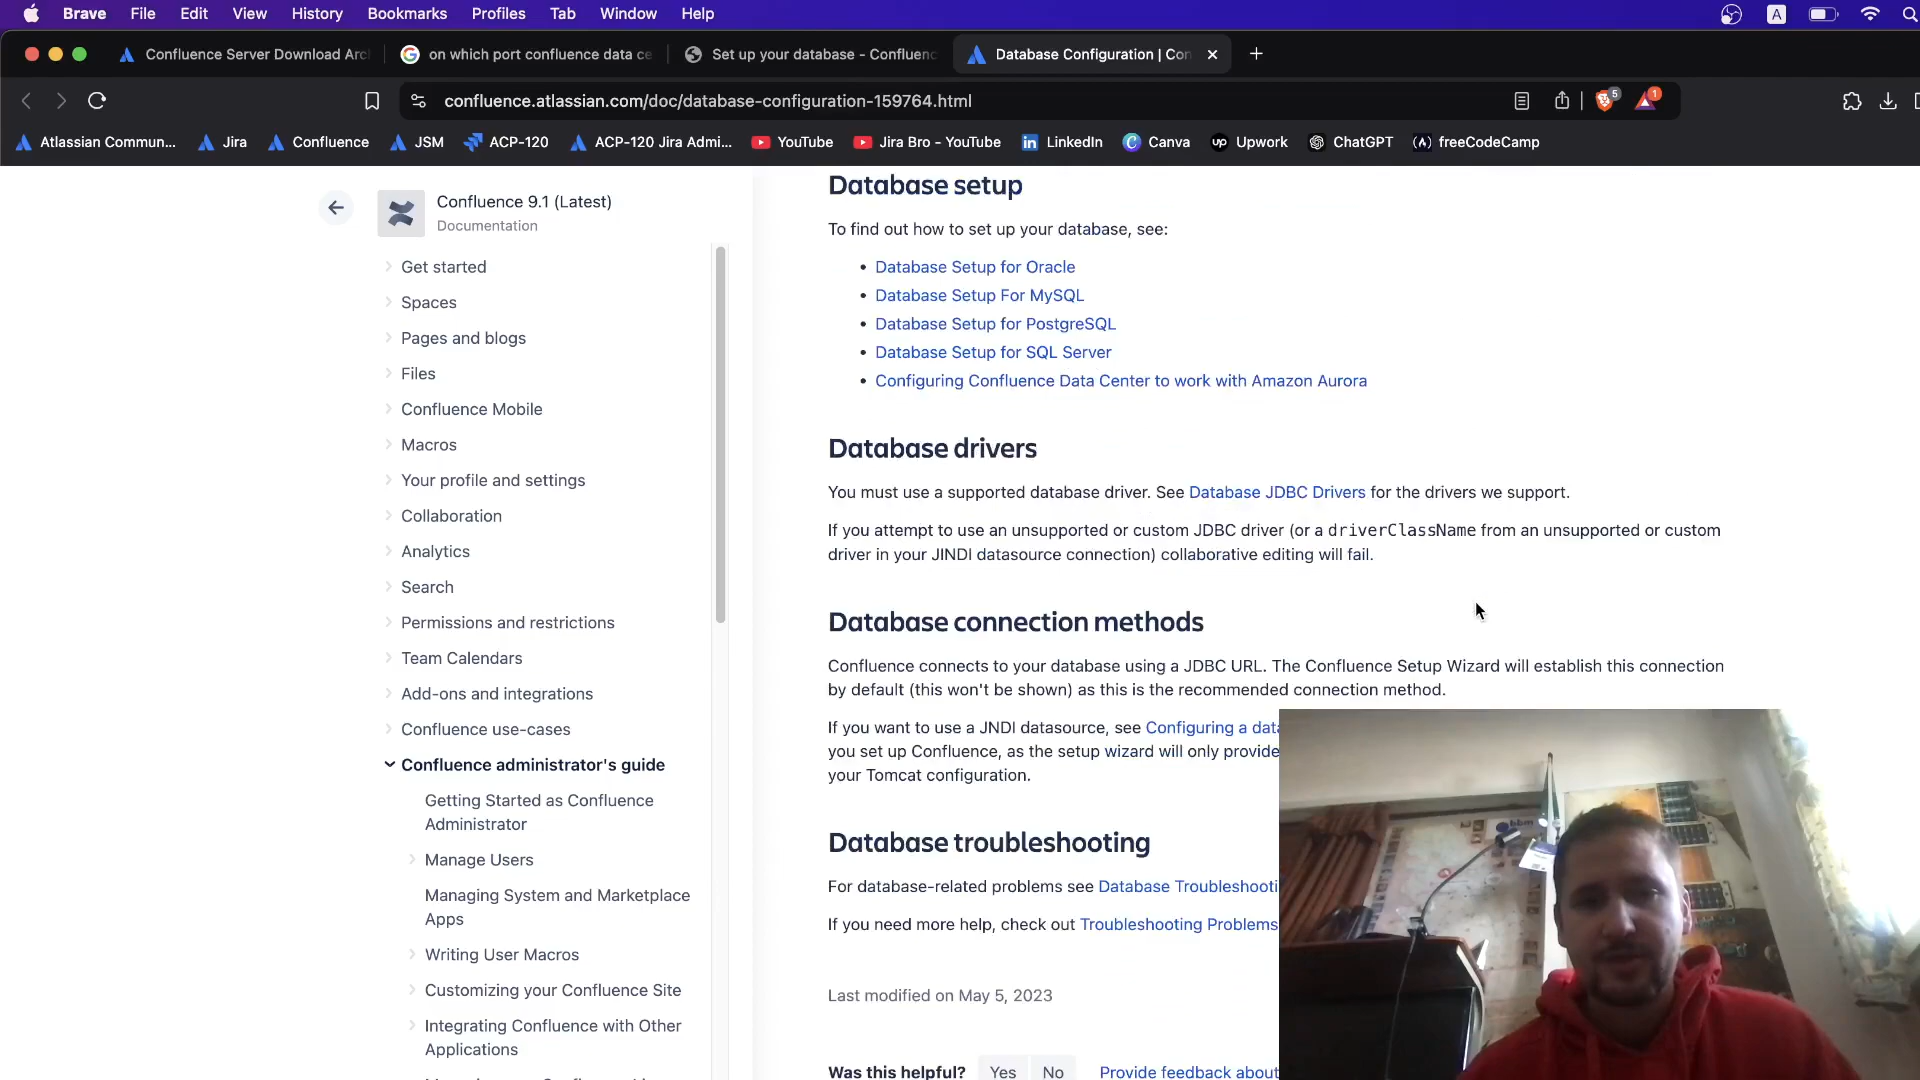 Brave File Edit View History Bookmarks Profiles Tab Window Help
A
Confluence Server Download Arc
on which port confluence data ce
Set up your database - Confluenc
Database Configuration | Con
confluence.atlassian.com/doc/database-configuration-159764.html
5
1
Atlassian Commun... Jira Confluence JSM ACP-120 ACP-120 Jira Admi... YouTube Jira Bro - YouTube LinkedIn Canva Upwork ChatGPT freeCodeCamp
Confluence 9.1 (Latest)
Documentation
Get started
Spaces
Pages and blogs
Files
Confluence Mobile
Macros
Your profile and settings
Collaboration
Analytics
Search
Permissions and restrictions
Team Calendars
Add-ons and integrations
Confluence use-cases
Confluence administrator's guide
Getting Started as Confluence
Administrator
Manage Users
Managing System and Marketplace
Apps
Writing User Macros
Customizing your Confluence Site
Integrating Confluence with Other
Applications
Database setup
To find out how to set up your database, see:
• Database Setup for Oracle
• Database Setup For MySQL
• Database Setup for PostgreSQL
• Database Setup for SQL Server
• Configuring Confluence Data Center to work with Amazon Aurora
Database drivers
You must use a supported database driver. See Database JDBC Drivers for the drivers we support.
If you attempt to use an unsupported or custom JDBC driver (or a driverClassName from an unsupported or custom
driver in your JINDI datasource connection) collaborative editing will fail.
Database connection methods
Confluence connects to your database using a JDBC URL. The Confluence Setup Wizard will establish this connection
by default (this won't be shown) as this is the recommended connection method.
If you want to use a JNDI datasource, see Configuring a data
you set up Confluence, as the setup wizard will only provide
your Tomcat configuration.
Database troubleshooting
For database-related problems see Database Troubleshooti
If you need more help, check out Troubleshooting Problems
Last modified on May 5, 2023
Was this helpful? Yes No Provide feedback about
bbm